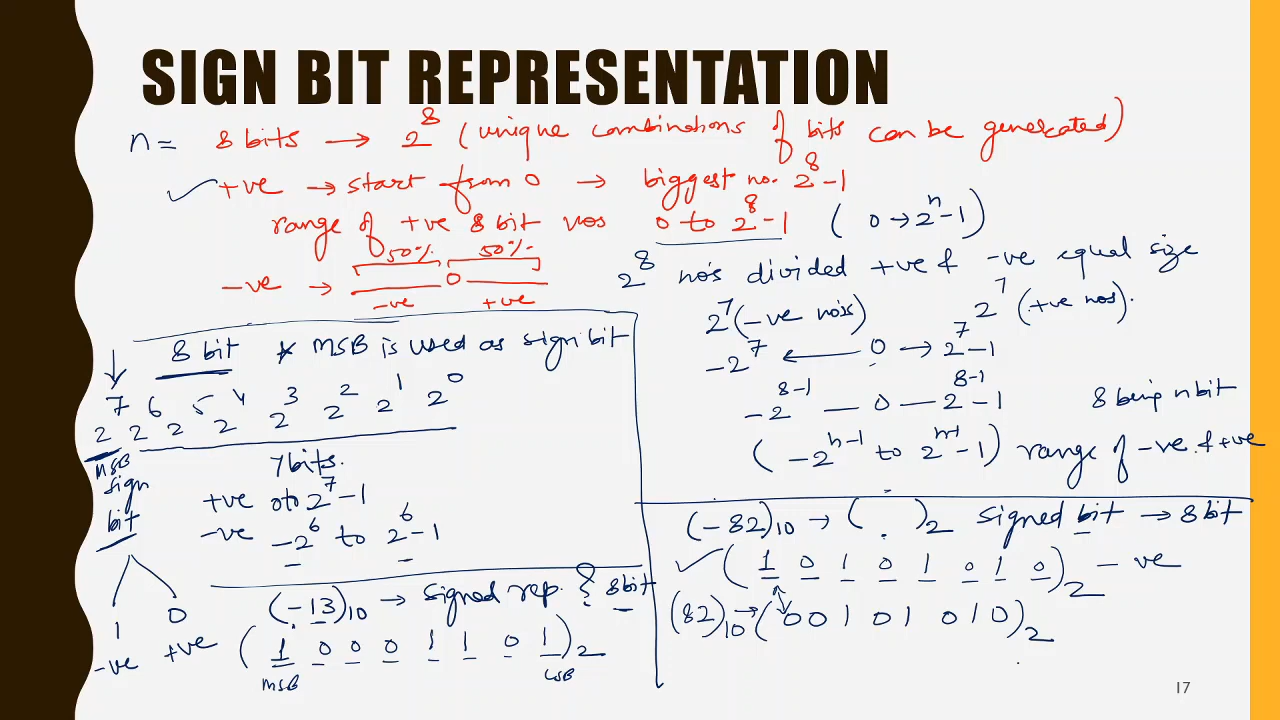 SIGN BIT REPRESENTATION
n = 8 bits → 2^8 (unique combinations of bits can be generated)
✓ +ve → start from 0 → biggest no. 2^8-1
range of +ve 8 bit nos 0 to 2^8-1 (0 → 2^n-1)
50% 50%
-ve → 0
-ve +ve
2^8 no's divided +ve & -ve equal size
2^7 (-ve no's) 2^7 (+ve nos).
-2^7 ← 0 → 2^7-1
-2^8-1 — 0 — 2^8-1 -1 8 being n bit
(-2^n-1 to 2^n-1 -1) range of -ve & +ve
8 bit * MSB is used as sign bit
2^7 2^6 2^5 2^4 2^3 2^2 2^1 2^0
MSB
sign
bit
1 0
-ve +ve
7 bits.
+ve 0 to 2^7-1
-ve -2^6 to 2^6-1
(-13)10 → signed rep. 8 bit
(1 0 0 0 1 1 0 1)2
MSB LSB
(-82)10 → ( . )2 signed bit → 8 bit
✓ (1 0 1 0 1 0 1 0)2 - ve
(82)10 → (0 0 1 0 1 0 1 0)2
17